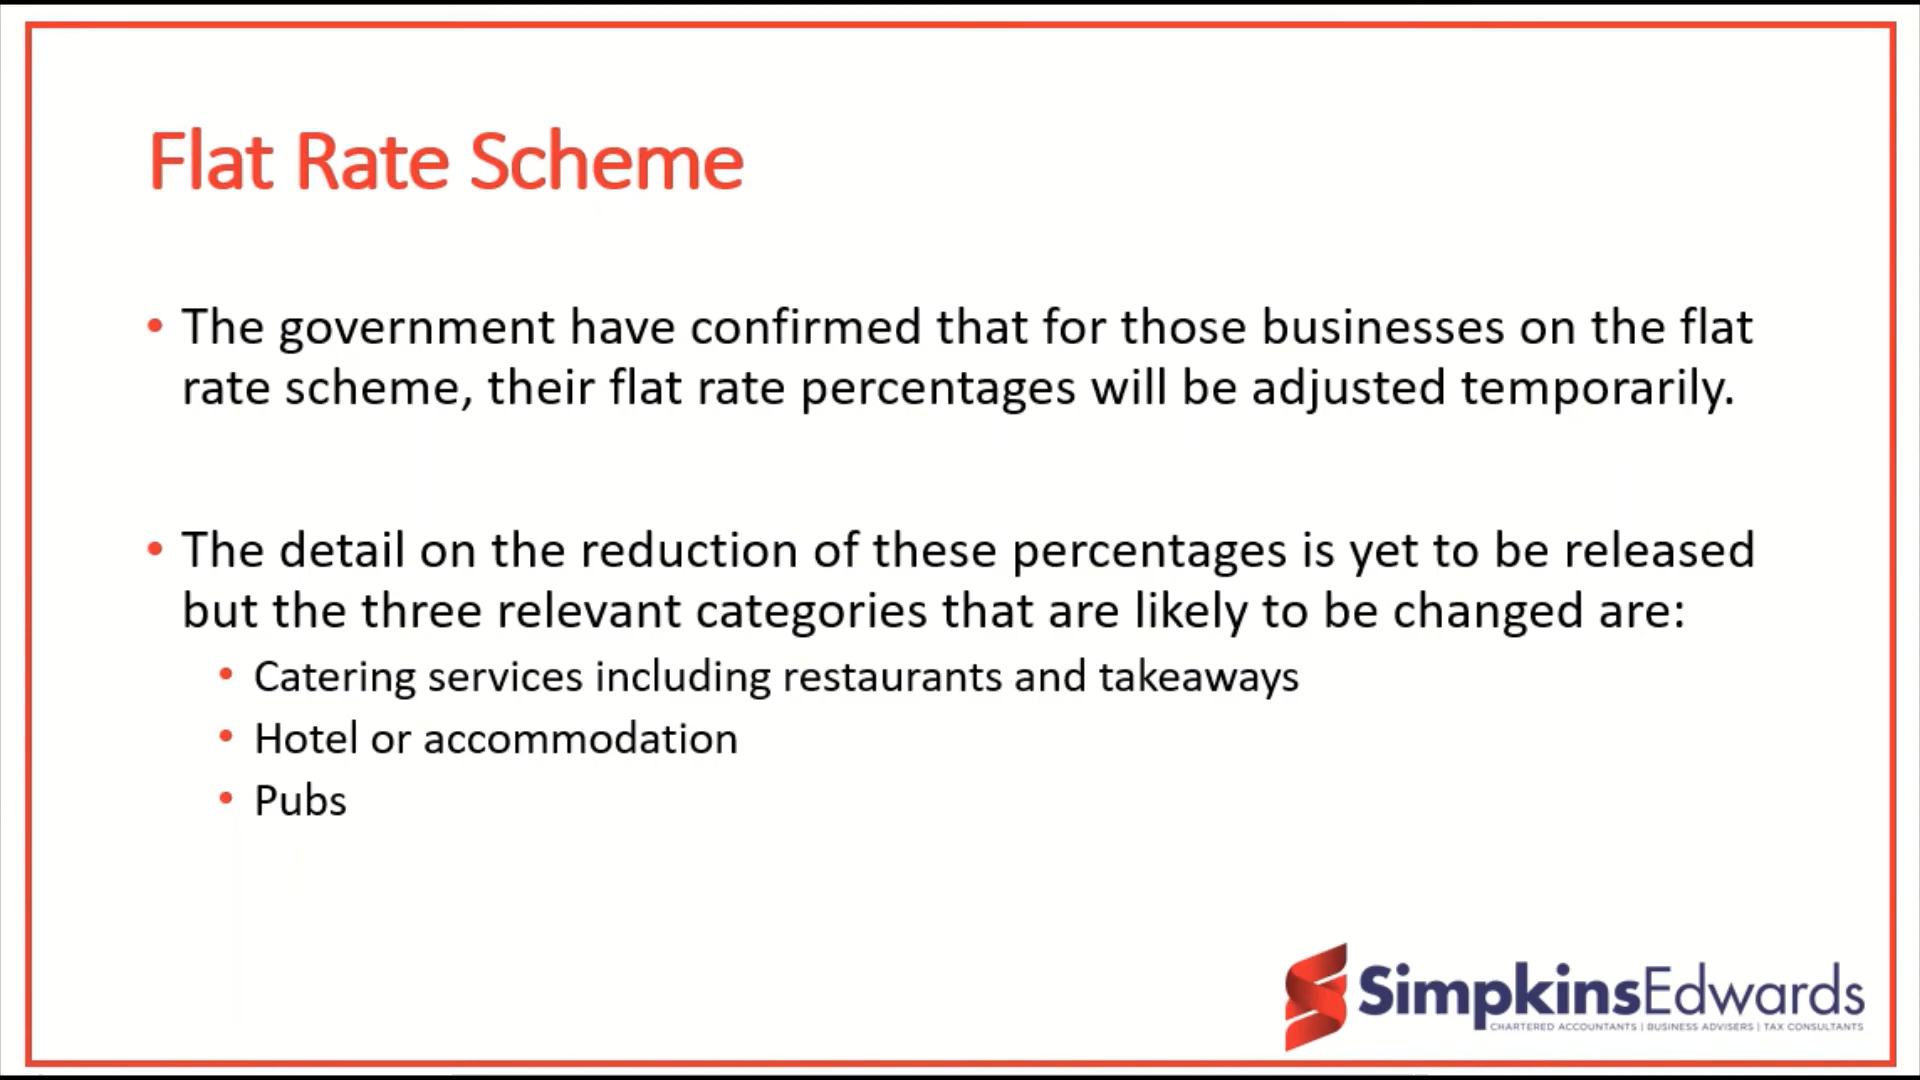 Flat Rate Scheme
• The government have confirmed that for those businesses on the flat
rate scheme, their flat rate percentages will be adjusted temporarily.
• The detail on the reduction of these percentages is yet to be released
but the three relevant categories that are likely to be changed are:
• Catering services including restaurants and takeaways
• Hotel or accommodation
• Pubs
SimpkinsEdwards
CHARTERED ACCOUNTANTS | BUSINESS ADVISERS | TAX CONSULTANTS